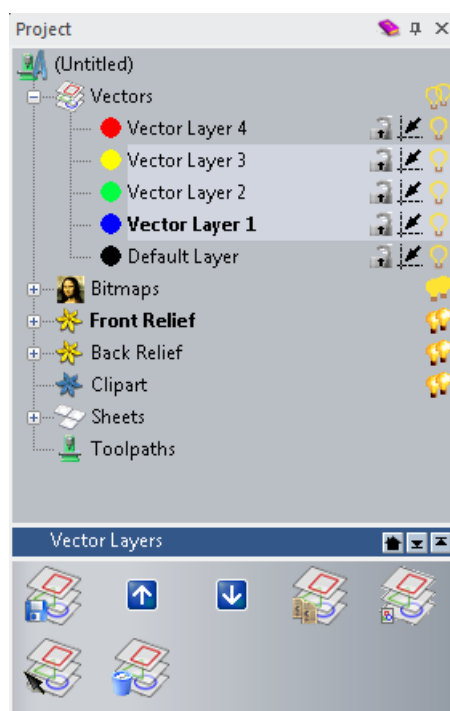 Project
(Untitled)
Vectors
Vector Layer 4
Vector Layer 3
Vector Layer 2
Vector Layer 1
Default Layer
Bitmaps
Front Relief
Back Relief
Clipart
Sheets
Toolpaths
Vector Layers